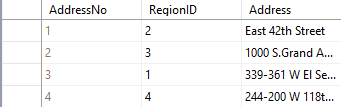 AddressNo RegionID Address
1 2 East 42th Street
2 3 1000 S.Grand A...
3 1 339-361 W El Se...
4 4 244-200 W 118t...